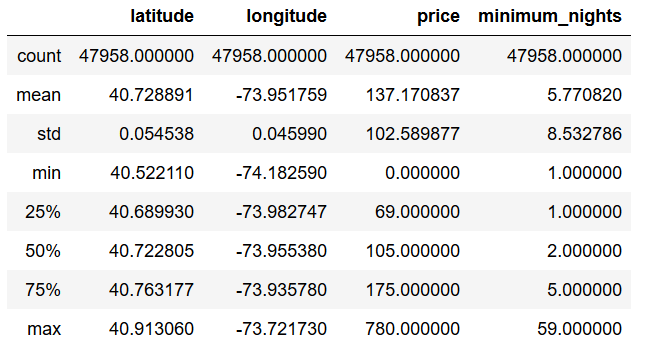 latitude longitude price minimum_nights
count 47958.000000 47958.000000 47958.000000 47958.000000
mean 40.728891 -73.951759 137.170837 5.770820
std 0.054538 0.045990 102.589877 8.532786
min 40.522110 -74.182590 0.000000 1.000000
25% 40.689930 -73.982747 69.000000 1.000000
50% 40.722805 -73.955380 105.000000 2.000000
75% 40.763177 -73.935780 175.000000 5.000000
max 40.913060 -73.721730 780.000000 59.000000